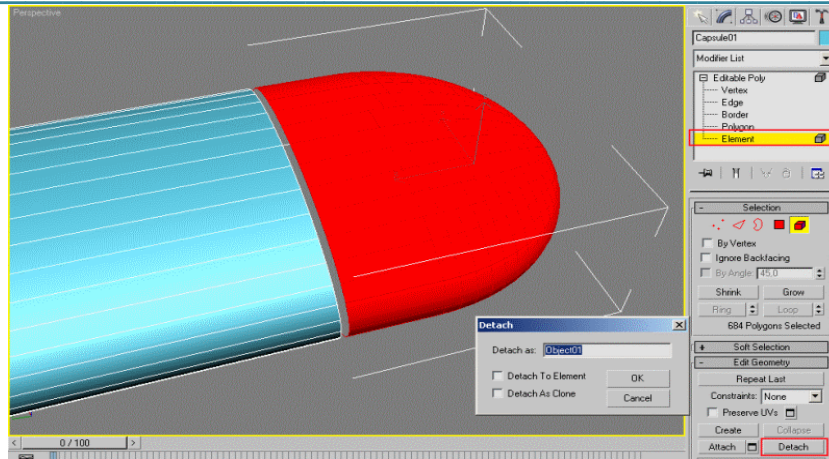 Perspective
Capsule01
Modifier List
Editable Poly
Vertex
Edge
Border
Polygon
Element
- Selection
By Vertex
Ignore Backfacing
By Angle: 45,0
Shrink Grow
Ring Loop
684 Polygons Selected
+ Soft Selection
- Edit Geometry
Repeat Last
Constraints: None
Preserve UVs
Create Collapse
Attach Detach
Detach
Detach as: Object01
Detach To Element OK
Detach As Clone Cancel
< 0 / 100 >